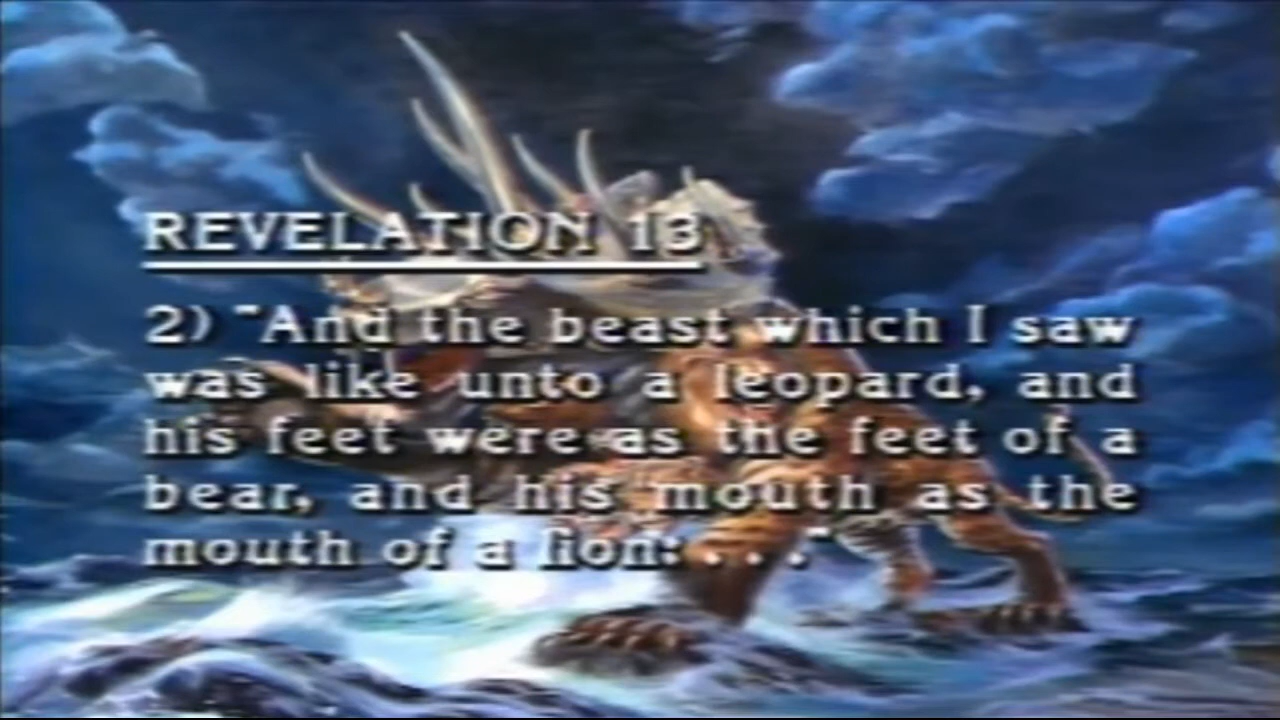 REVELATION 13
2) "And the beast which I saw
was like unto a leopard, and
his feet were as the feet of a
bear, and his mouth as the
mouth of a lion: . . ."